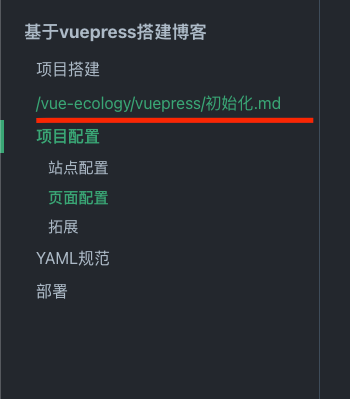 基于vuepress搭建博客
项目搭建
/vue-ecology/vuepress/初始化.md
项目配置
站点配置
页面配置
拓展
YAML规范
部署